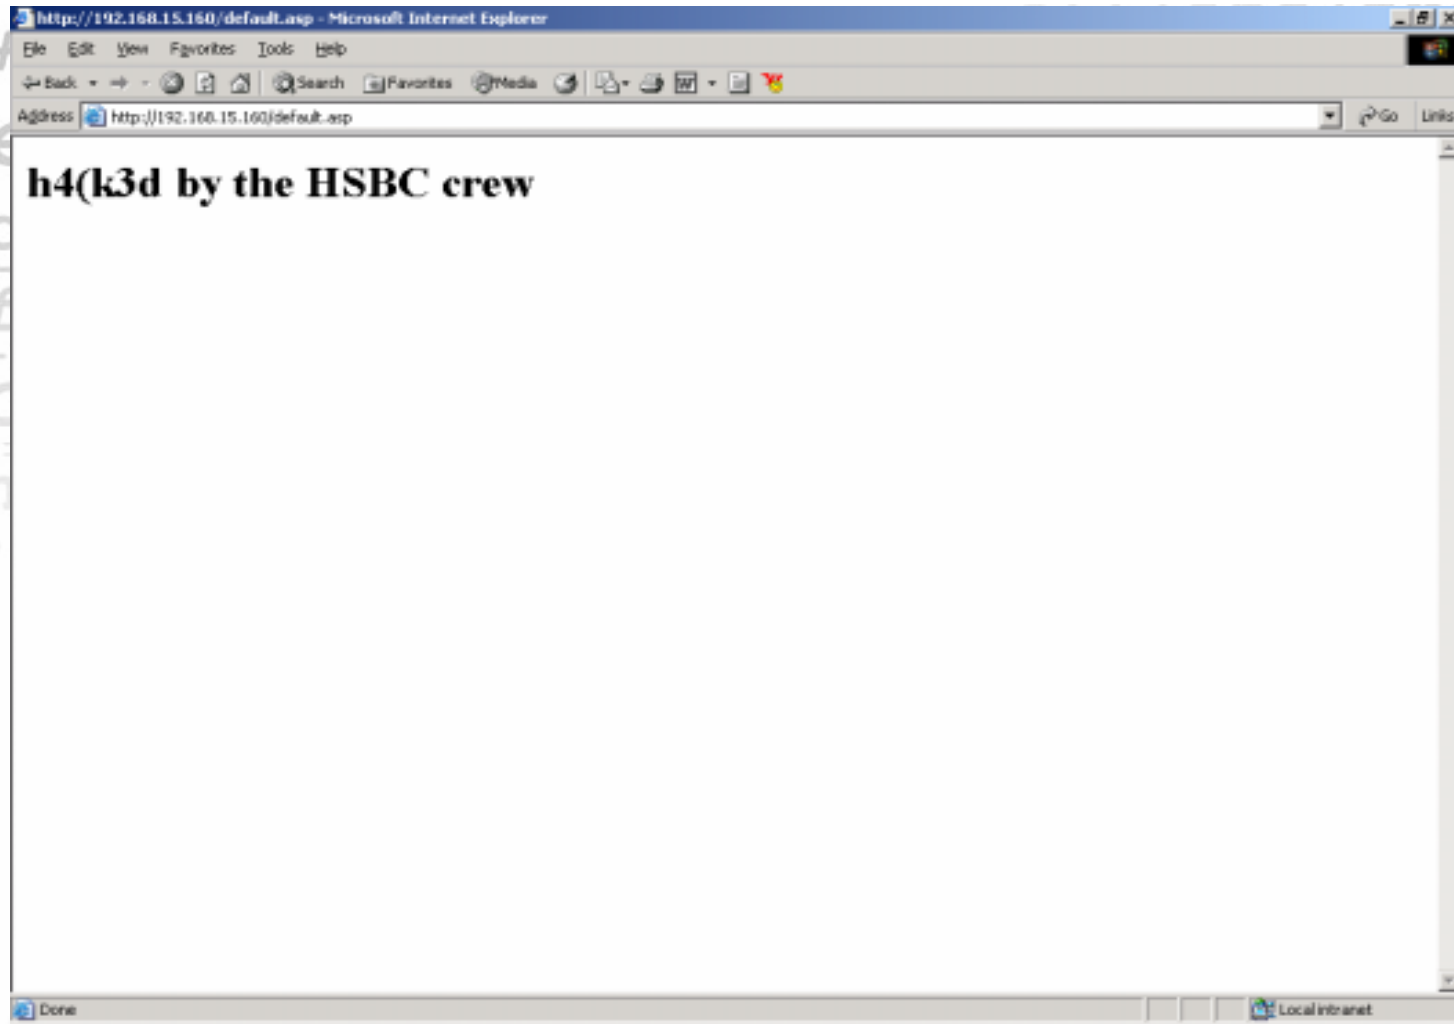 http://192.168.15.160/default.asp - Microsoft Internet Explorer
File Edit View Favorites Tools Help
Back Search Favorites Media
Address http://192.168.15.160/default.asp Go Links
h4(k3d by the HSBC crew
Done Local intranet